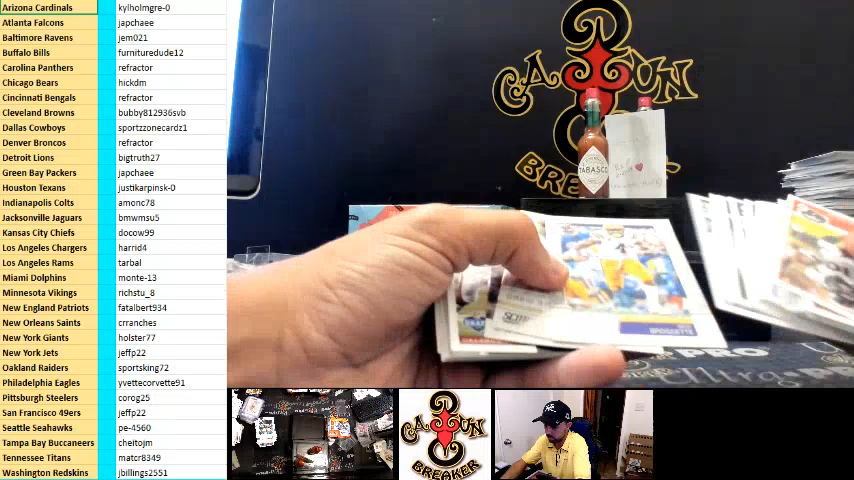 Arizona Cardinals kylholmgre-0
Atlanta Falcons japchaee
Baltimore Ravens jem021
Buffalo Bills furnituredude12
Carolina Panthers refractor
Chicago Bears hickdm
Cincinnati Bengals refractor
Cleveland Browns bubby812936svb
Dallas Cowboys sportzzonecardz1
Denver Broncos refractor
Detroit Lions bigtruth27
Green Bay Packers japchaee
Houston Texans justikarpinsk-0
Indianapolis Colts amonc78
Jacksonville Jaguars bmwmsu5
Kansas City Chiefs docow99
Los Angeles Chargers harrid4
Los Angeles Rams tarbal
Miami Dolphins monte-13
Minnesota Vikings richstu_8
New England Patriots fatalbert934
New Orleans Saints crranches
New York Giants holster77
New York Jets jeffp22
Oakland Raiders sportsking72
Philadelphia Eagles yvettecorvette91
Pittsburgh Steelers corog25
San Francisco 49ers jeffp22
Seattle Seahawks pe-4560
Tampa Bay Buccaneers cheitojm
Tennessee Titans matcr8349
Washington Redskins jbillings2551
CAJUN
BREAKER
TABASCO
PRO
CAJUN
BREAKER